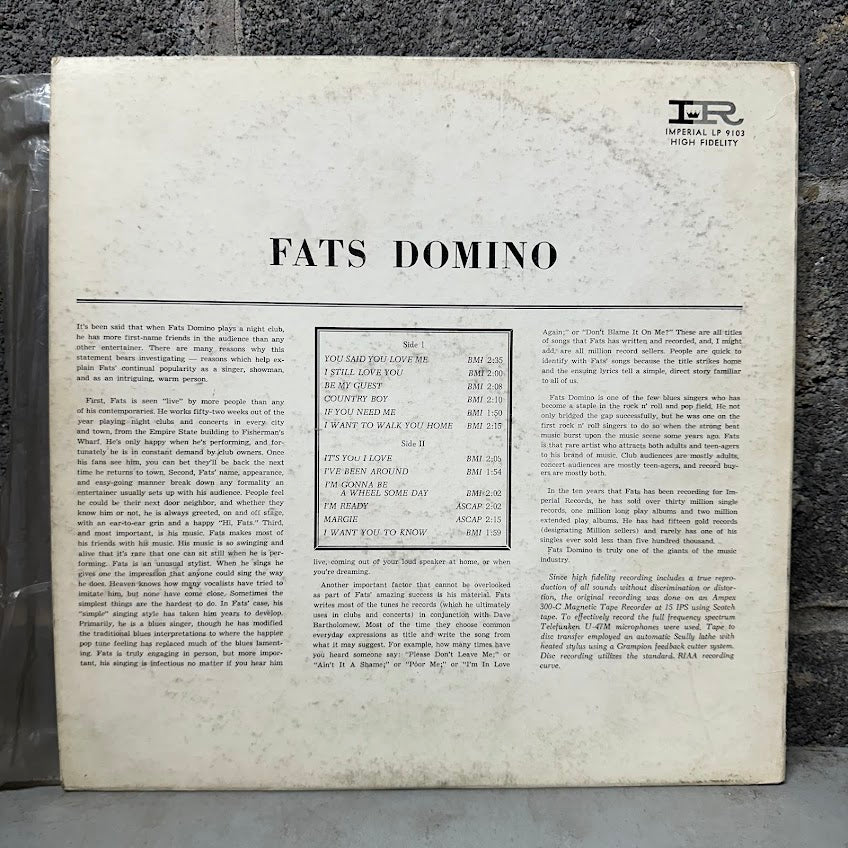 IR
IMPERIAL LP 9103
HIGH FIDELITY
FATS DOMINO
It's been said that when Fats Domino plays a night club,
he has more first-name friends in the audience than any
other entertainer. There are many reasons why this
statement bears investigating — reasons which help ex-
plain Fats' continual popularity as a singer, showman,
and as an intriguing, warm person.
First, Fats is seen "live" by more people than any
of his contemporaries. He works fifty-two weeks out of the
year playing night clubs and concerts in every city
and town, from the Empire State building to Fisherman's
Wharf. He's only happy when he's performing, and for-
tunately he is in constant demand by club owners. Once
his fans see him, you can bet they'll be back the next
time he returns to town. Second, Fats' name, appearance,
and easy-going manner break down any formality an
entertainer usually sets up with his audience. People feel
he could be their next door neighbor, and whether they
know him or not, he is always greeted, on and off stage,
with an ear-to-ear grin and a happy "Hi, Fats." Third,
and most important, is his music. Fats makes most of
his friends with his music. His music is so swinging and
alive that it's rare that one can sit still when he is per-
forming. Fats is an unusual stylist. When he sings he
gives one the impression that anyone could sing the way
he does. Heaven knows how many vocalists have tried to
imitate him, but none have come close. Sometimes the
simplest things are the hardest to do. In Fats' case, his
"simple" singing style has taken him years to develop.
Primarily, he is a blues singer, though he has modified
the traditional blues interpretations to where the happier
pop tune feeling has replaced much of the blues lament-
ing. Fats is truly engaging in person, but more impor-
tant, his singing is infectious no matter if you hear him
Side I
YOU SAID YOU LOVE ME BMI 2:35
I STILL LOVE YOU BMI 2:00
BE MY GUEST BMI 2:08
COUNTRY BOY BMI 2:10
IF YOU NEED ME BMI 1:50
I WANT TO WALK YOU HOME BMI 2:15
Side II
IT'S YOU I LOVE BMI 2:05
I'VE BEEN AROUND BMI 1:54
I'M GONNA BE
A WHEEL SOME DAY BMI 2:02
I'M READY ASCAP 2:02
MARGIE ASCAP 2:15
I WANT YOU TO KNOW BMI 1:59
live, coming out of your loud speaker at home, or when
you're dreaming.
Another important factor that cannot be overlooked
as part of Fats' amazing success is his material. Fats
writes most of the tunes he records (which he ultimately
uses in clubs and concerts) in conjunction with Dave
Bartholomew. Most of the time they choose common
everyday expressions as title and write the song from
what it may suggest. For example, how many times have
you heard someone say: "Please Don't Leave Me;" or
"Ain't It A Shame;" or "Poor Me;" or "I'm In Love
Again;" or "Don't Blame It On Me?" These are all titles
of songs that Fats has written and recorded, and, I might
add, are all million record sellers. People are quick to
identify with Fats' songs because the title strikes home
and the ensuing lyrics tell a simple, direct story familiar
to all of us.
Fats Domino is one of the few blues singers who has
become a staple in the rock n' roll and pop field. He not
only bridged the gap successfully, but he was one on the
first rock n' roll singers to do so when the strong beat
music burst upon the music scene some years ago. Fats
is that rare artist who attracts both adults and teen-agers
to his brand of music. Club audiences are mostly adults,
concert audiences are mostly teen-agers, and record buy-
ers are mostly both.
In the ten years that Fats has been recording for Im-
perial Records, he has sold over thirty million single
records, one million long play albums and two million
extended play albums. He has had fifteen gold records
(designating Million sellers) and rarely has one of his
singles ever sold less than five hundred thousand.
Fats Domino is truly one of the giants of the music
industry.
Since high fidelity recording includes a true repro-
duction of all sounds without discrimination or distor-
tion, the original recording was done on an Ampex
300-C Magnetic Tape Recorder at 15 IPS using Scotch
tape. To effectively record the full frequency spectrum
Telefunken U-47M microphones were used. Tape to
disc transfer employed an automatic Scully lathe with
heated stylus using a Grampion feedback cutter system.
Disc recording utilizes the standard RIAA recording
curve.